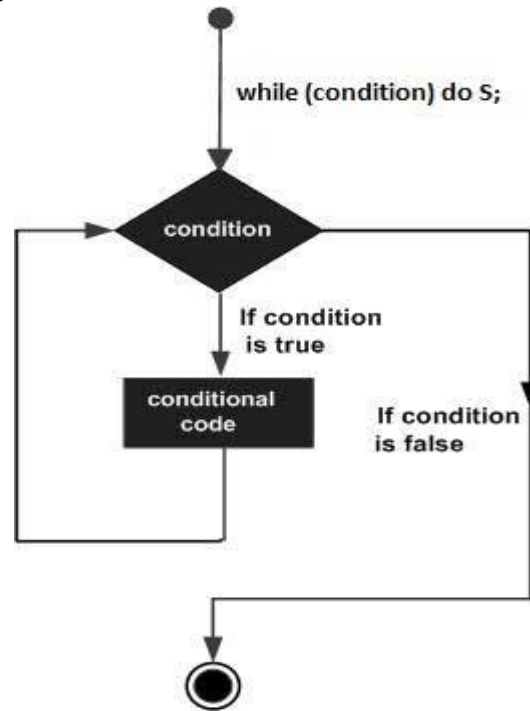 while (condition) do S;
condition
If condition
is true
conditional
code
If condition
is false